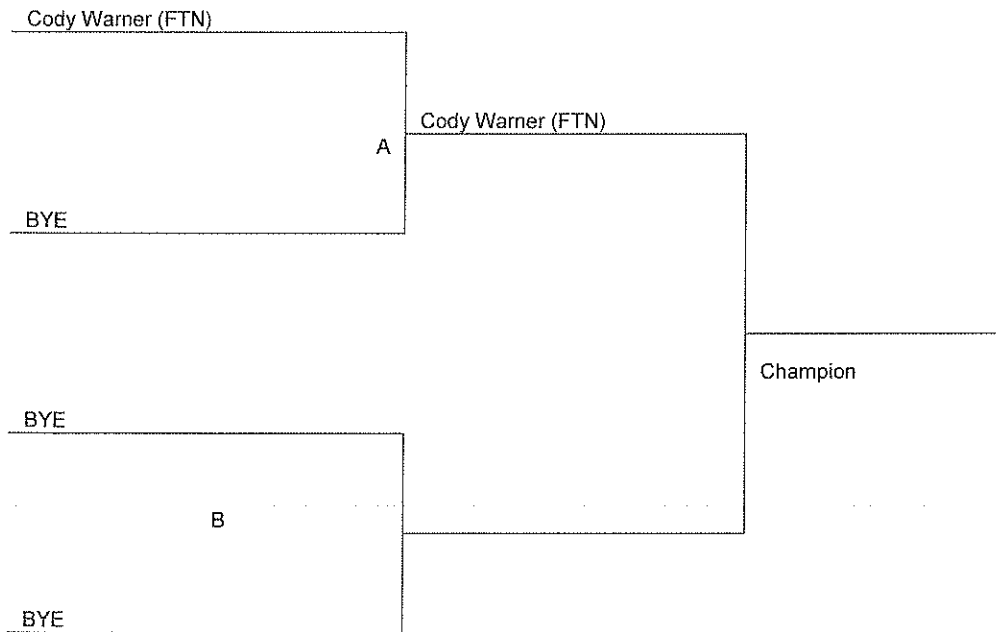 Cody Warner (FTN)
Cody Warner (FTN)
A
BYE
Champion
BYE
B
BYE